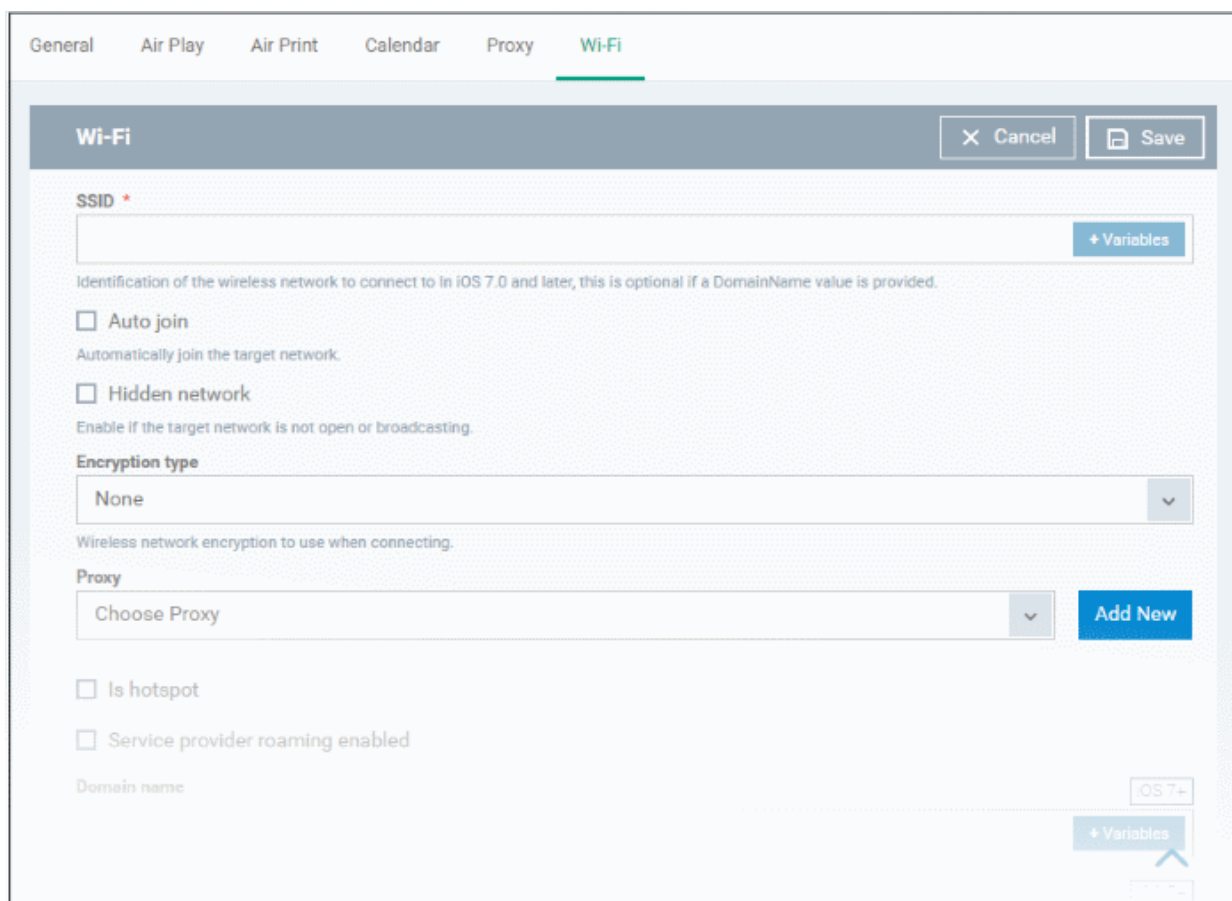 General Air Play Air Print Calendar Proxy Wi-Fi
Wi-Fi Cancel Save
SSID *
+ Variables
Identification of the wireless network to connect to In iOS 7.0 and later, this is optional if a DomainName value is provided.
Auto join
Automatically join the target network.
Hidden network
Enable if the target network is not open or broadcasting.
Encryption type
None
Wireless network encryption to use when connecting.
Proxy
Choose Proxy Add New
Is hotspot
Service provider roaming enabled
Domain name iOS 7+
+ Variables